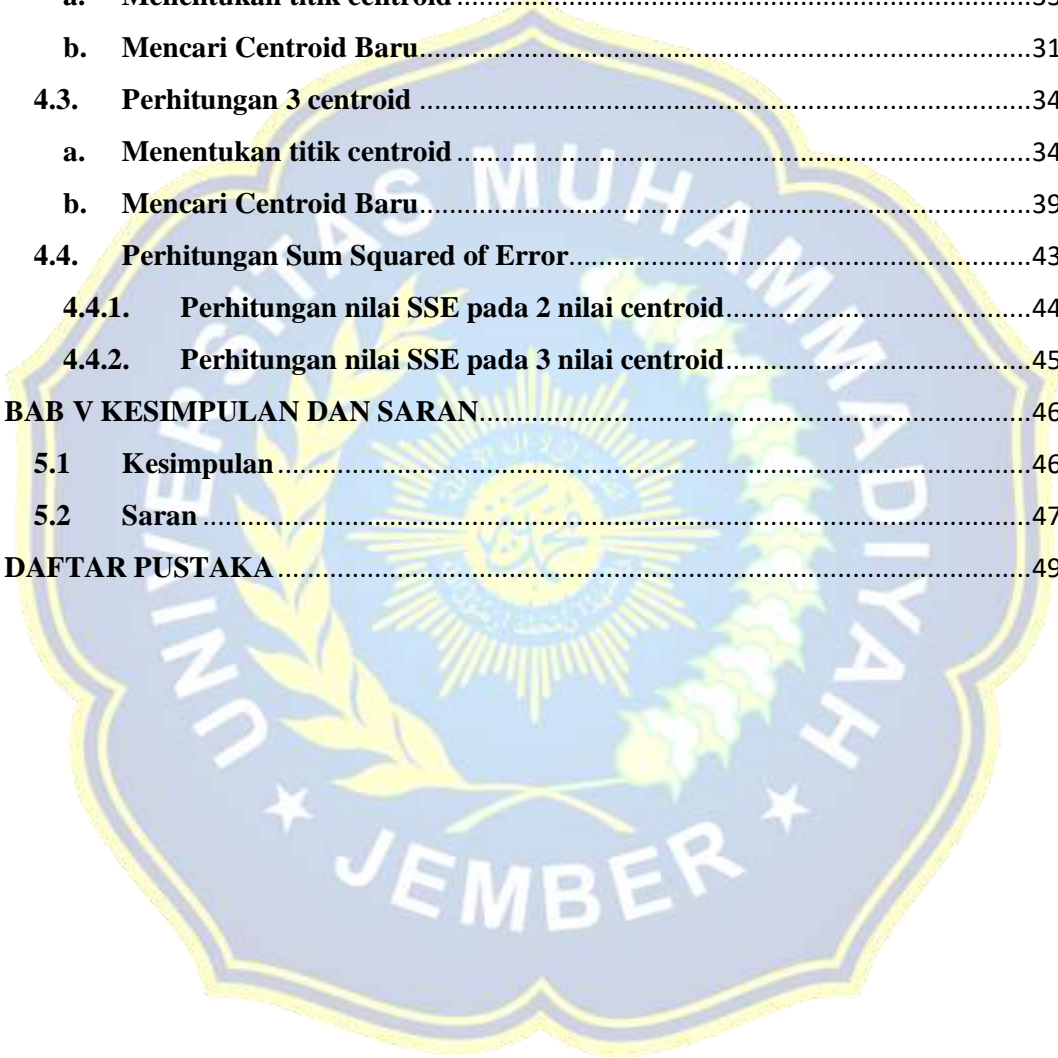 b. Mencari Centroid Baru........................31
4.3. Perhitungan 3 centroid........................34
a. Menentukan titik centroid........................34
b. Mencari Centroid Baru........................39
4.4. Perhitungan Sum Squared of Error........................43
4.4.1. Perhitungan nilai SSE pada 2 nilai centroid........................44
4.4.2. Perhitungan nilai SSE pada 3 nilai centroid........................45
BAB V KESIMPULAN DAN SARAN........................46
5.1 Kesimpulan........................46
5.2 Saran........................47
DAFTAR PUSTAKA........................49
UNIVERSITAS MUHAMMADIYAH
JEMBER